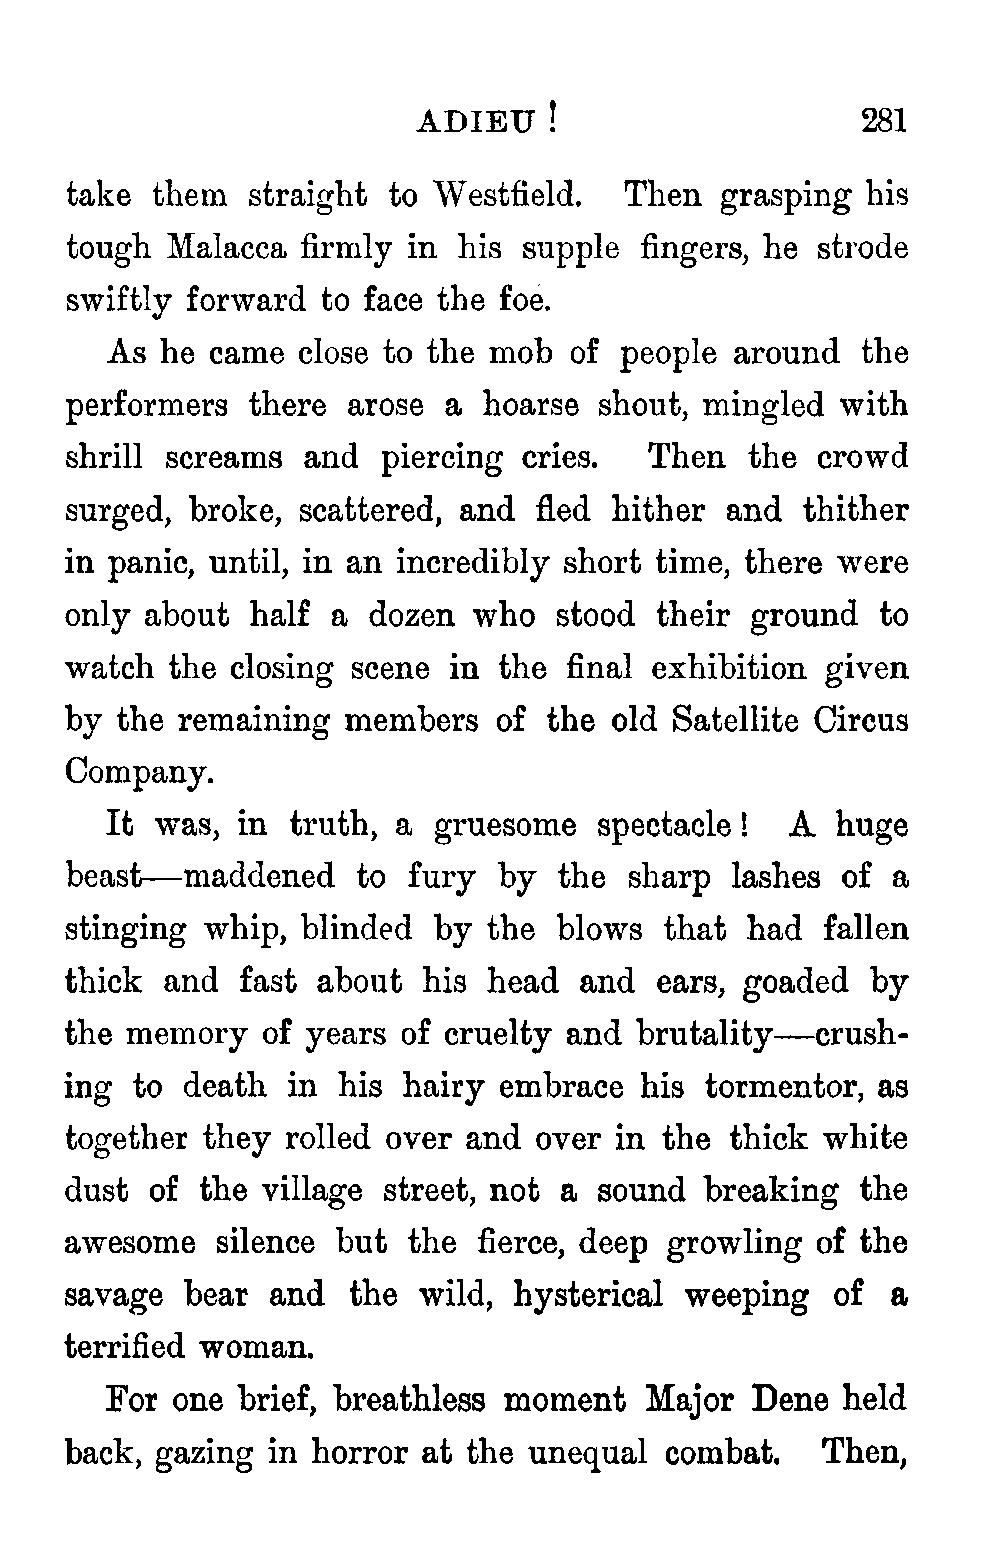 ADIEU ! 281
take them straight to Westfield. Then grasping his
tough Malacca firmly in his supple fingers, he strode
swiftly forward to face the foe.
As he came close to the mob of people around the
performers there arose a hoarse shout, mingled with
shrill screams and piercing cries. Then the crowd
surged, broke, scattered, and fled hither and thither
in panic, until, in an incredibly short time, there were
only about half a dozen who stood their ground to
watch the closing scene in the final exhibition given
by the remaining members of the old Satellite Circus
Company.
It was, in truth, a gruesome spectacle ! A huge
beast—maddened to fury by the sharp lashes of a
stinging whip, blinded by the blows that had fallen
thick and fast about his head and ears, goaded by
the memory of years of cruelty and brutality—crush-
ing to death in his hairy embrace his tormentor, as
together they rolled over and over in the thick white
dust of the village street, not a sound breaking the
awesome silence but the fierce, deep growling of the
savage bear and the wild, hysterical weeping of a
terrified woman.
For one brief, breathless moment Major Dene held
back, gazing in horror at the unequal combat. Then,